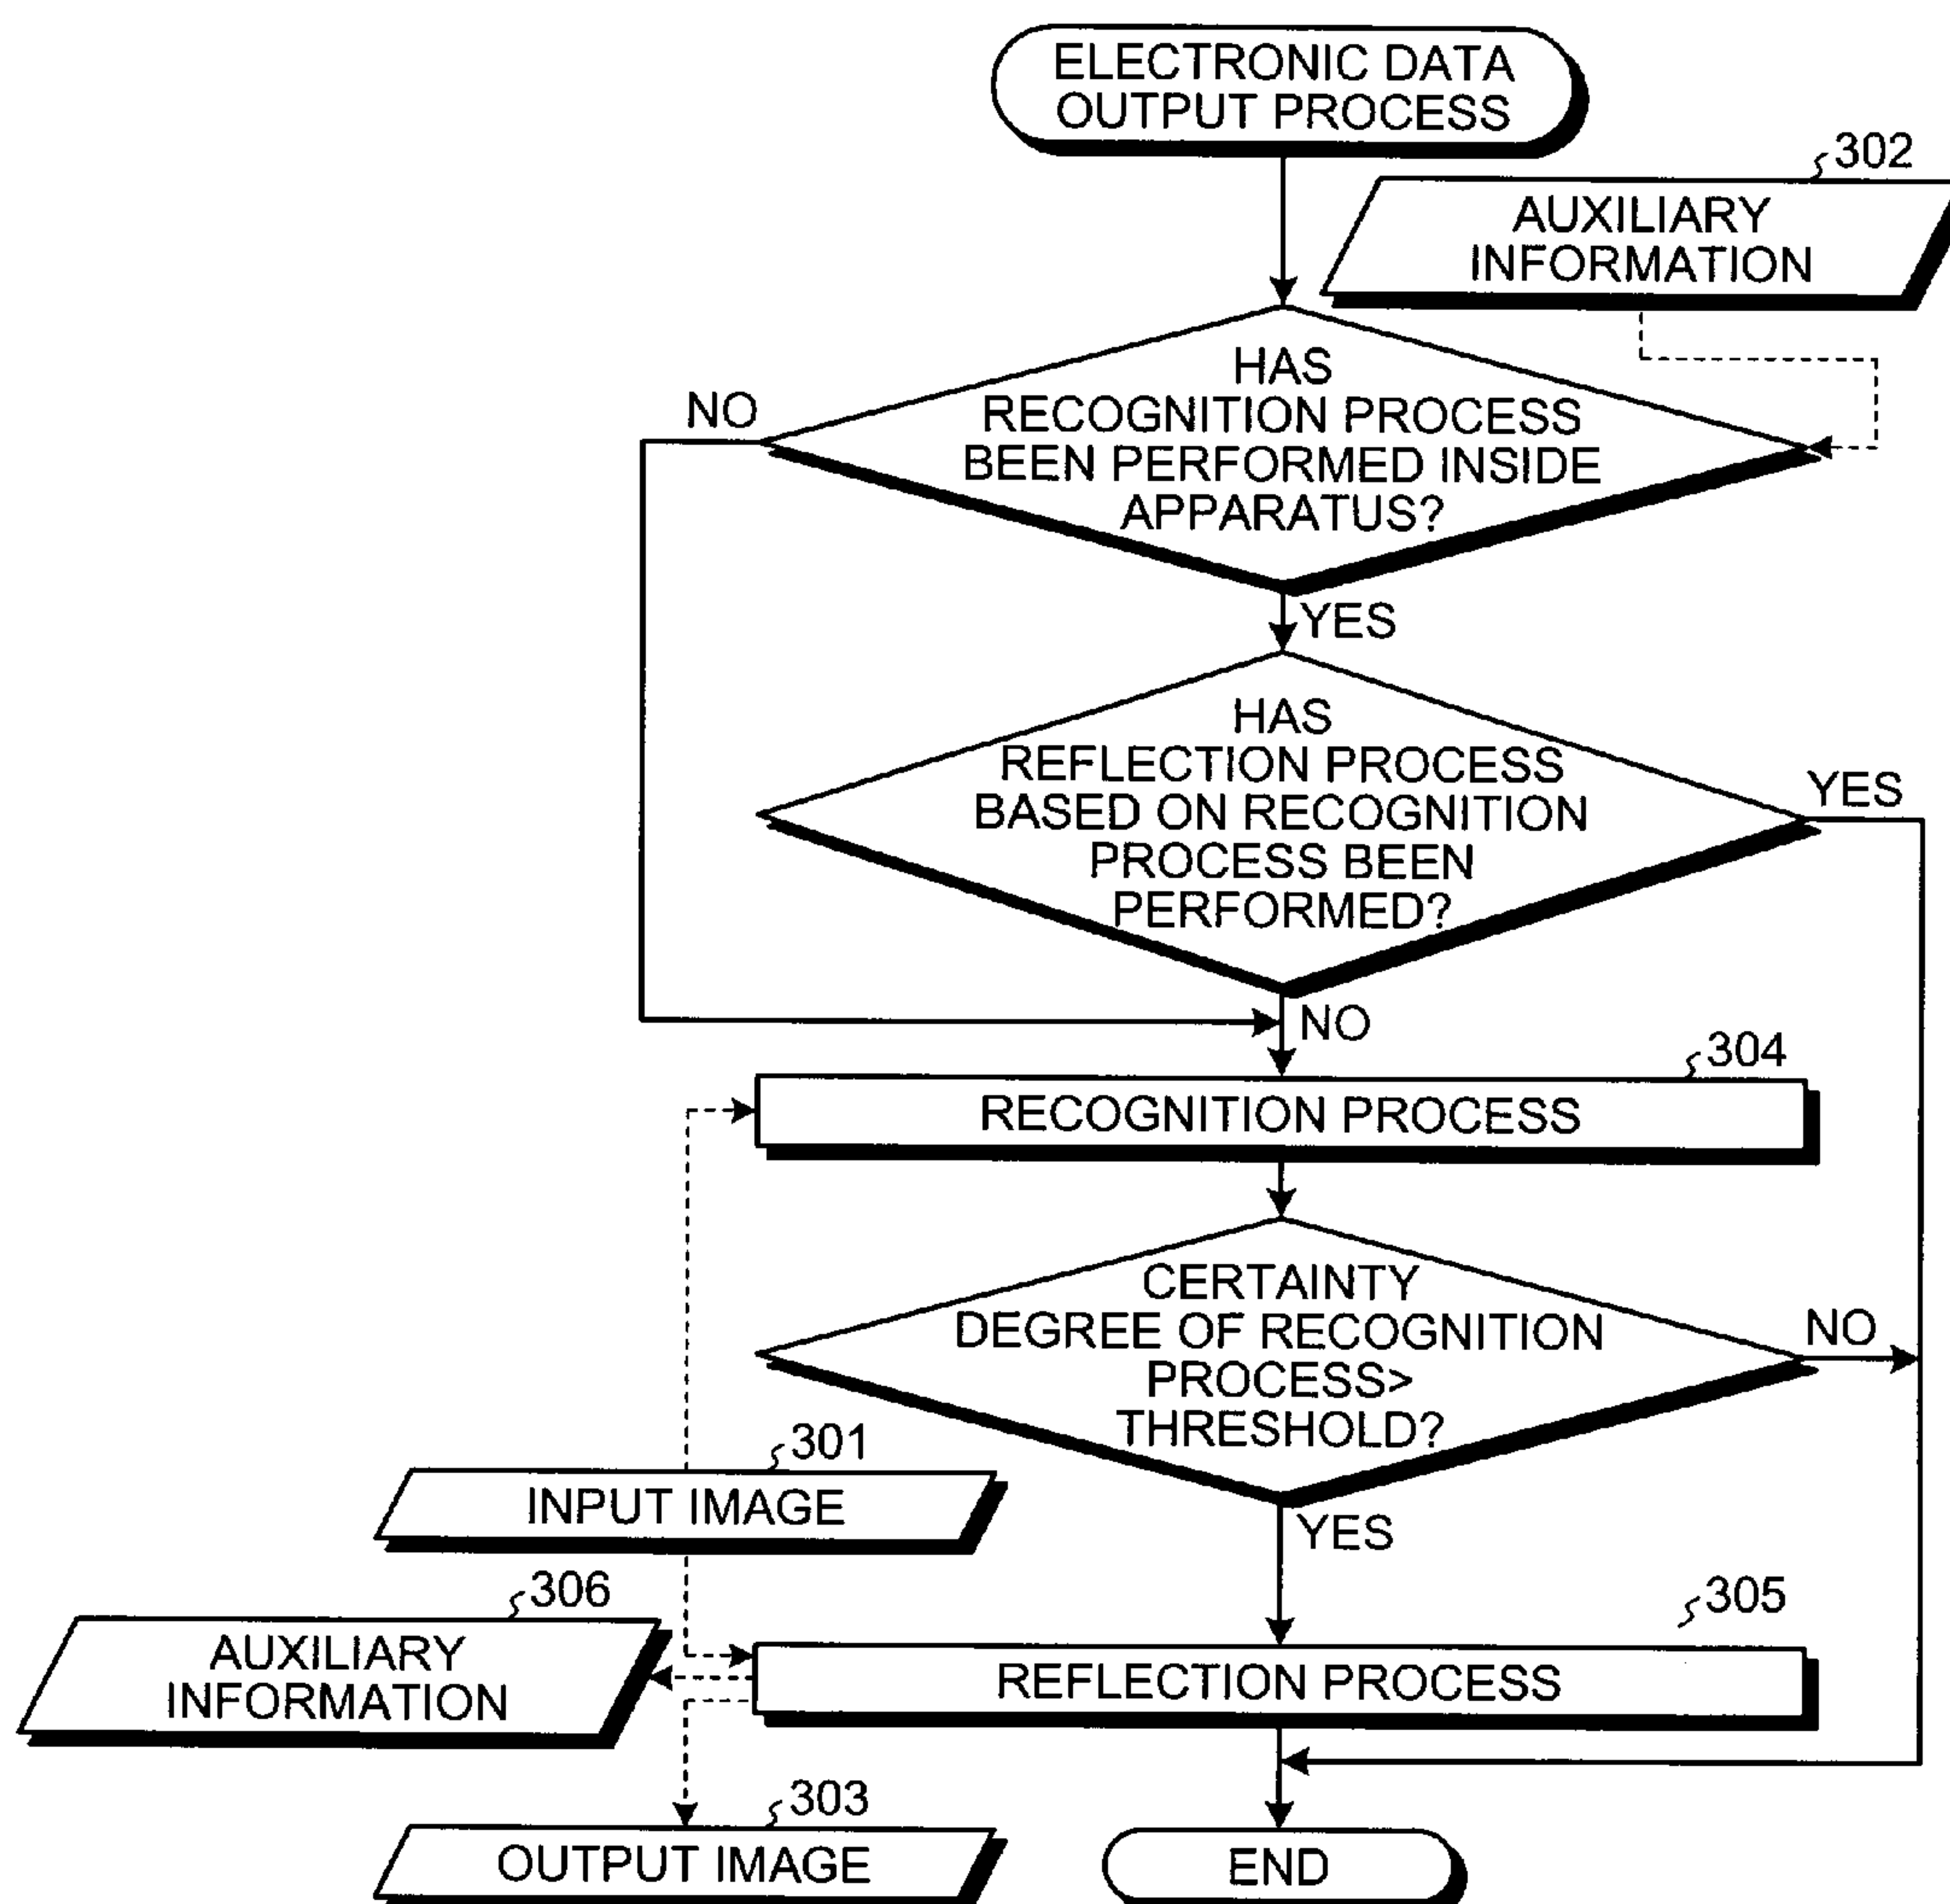 ELECTRONIC DATA
OUTPUT PROCESS
302
AUXILIARY
INFORMATION
HAS
RECOGNITION PROCESS
BEEN PERFORMED INSIDE
APPARATUS?
NO
YES
HAS
REFLECTION PROCESS
BASED ON RECOGNITION
PROCESS BEEN
PERFORMED?
YES
NO
304
RECOGNITION PROCESS
CERTAINTY
DEGREE OF RECOGNITION
PROCESS>
THRESHOLD?
NO
301
INPUT IMAGE
YES
306
AUXILIARY
INFORMATION
305
REFLECTION PROCESS
303
OUTPUT IMAGE
END